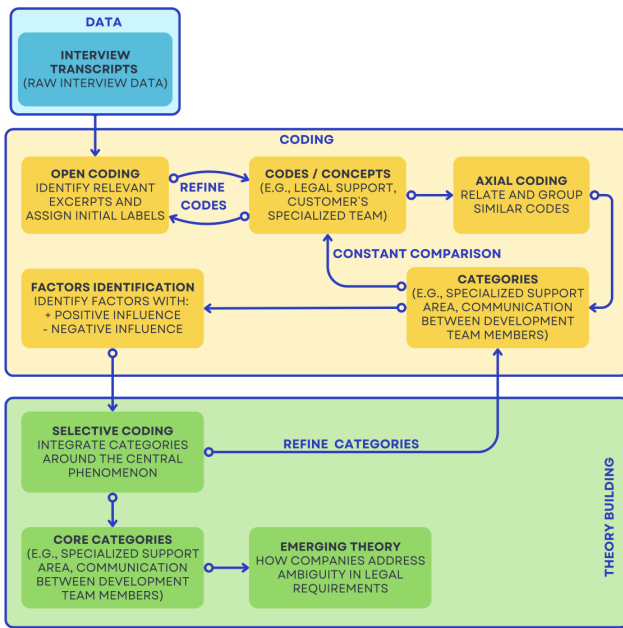 DATA
INTERVIEW
TRANSCRIPTS
(RAW INTERVIEW DATA)
CODING
OPEN CODING
IDENTIFY RELEVANT
EXCERPTS AND
ASSIGN INITIAL LABELS
REFINE
CODES
CODES / CONCEPTS
(E.G., LEGAL SUPPORT,
CUSTOMER'S
SPECIALIZED TEAM)
AXIAL CODING
RELATE AND GROUP
SIMILAR CODES
CONSTANT COMPARISON
FACTORS IDENTIFICATION
IDENTIFY FACTORS WITH:
+ POSITIVE INFLUENCE
- NEGATIVE INFLUENCE
CATEGORIES
(E.G., SPECIALIZED SUPPORT
AREA, COMMUNICATION
BETWEEN DEVELOPMENT
TEAM MEMBERS)
SELECTIVE CODING
INTEGRATE CATEGORIES
AROUND THE CENTRAL
PHENOMENON
REFINE CATEGORIES
THEORY BUILDING
CORE CATEGORIES
(E.G., SPECIALIZED SUPPORT
AREA, COMMUNICATION
BETWEEN DEVELOPMENT
TEAM MEMBERS)
EMERGING THEORY
HOW COMPANIES ADDRESS
AMBIGUITY IN LEGAL
REQUIREMENTS